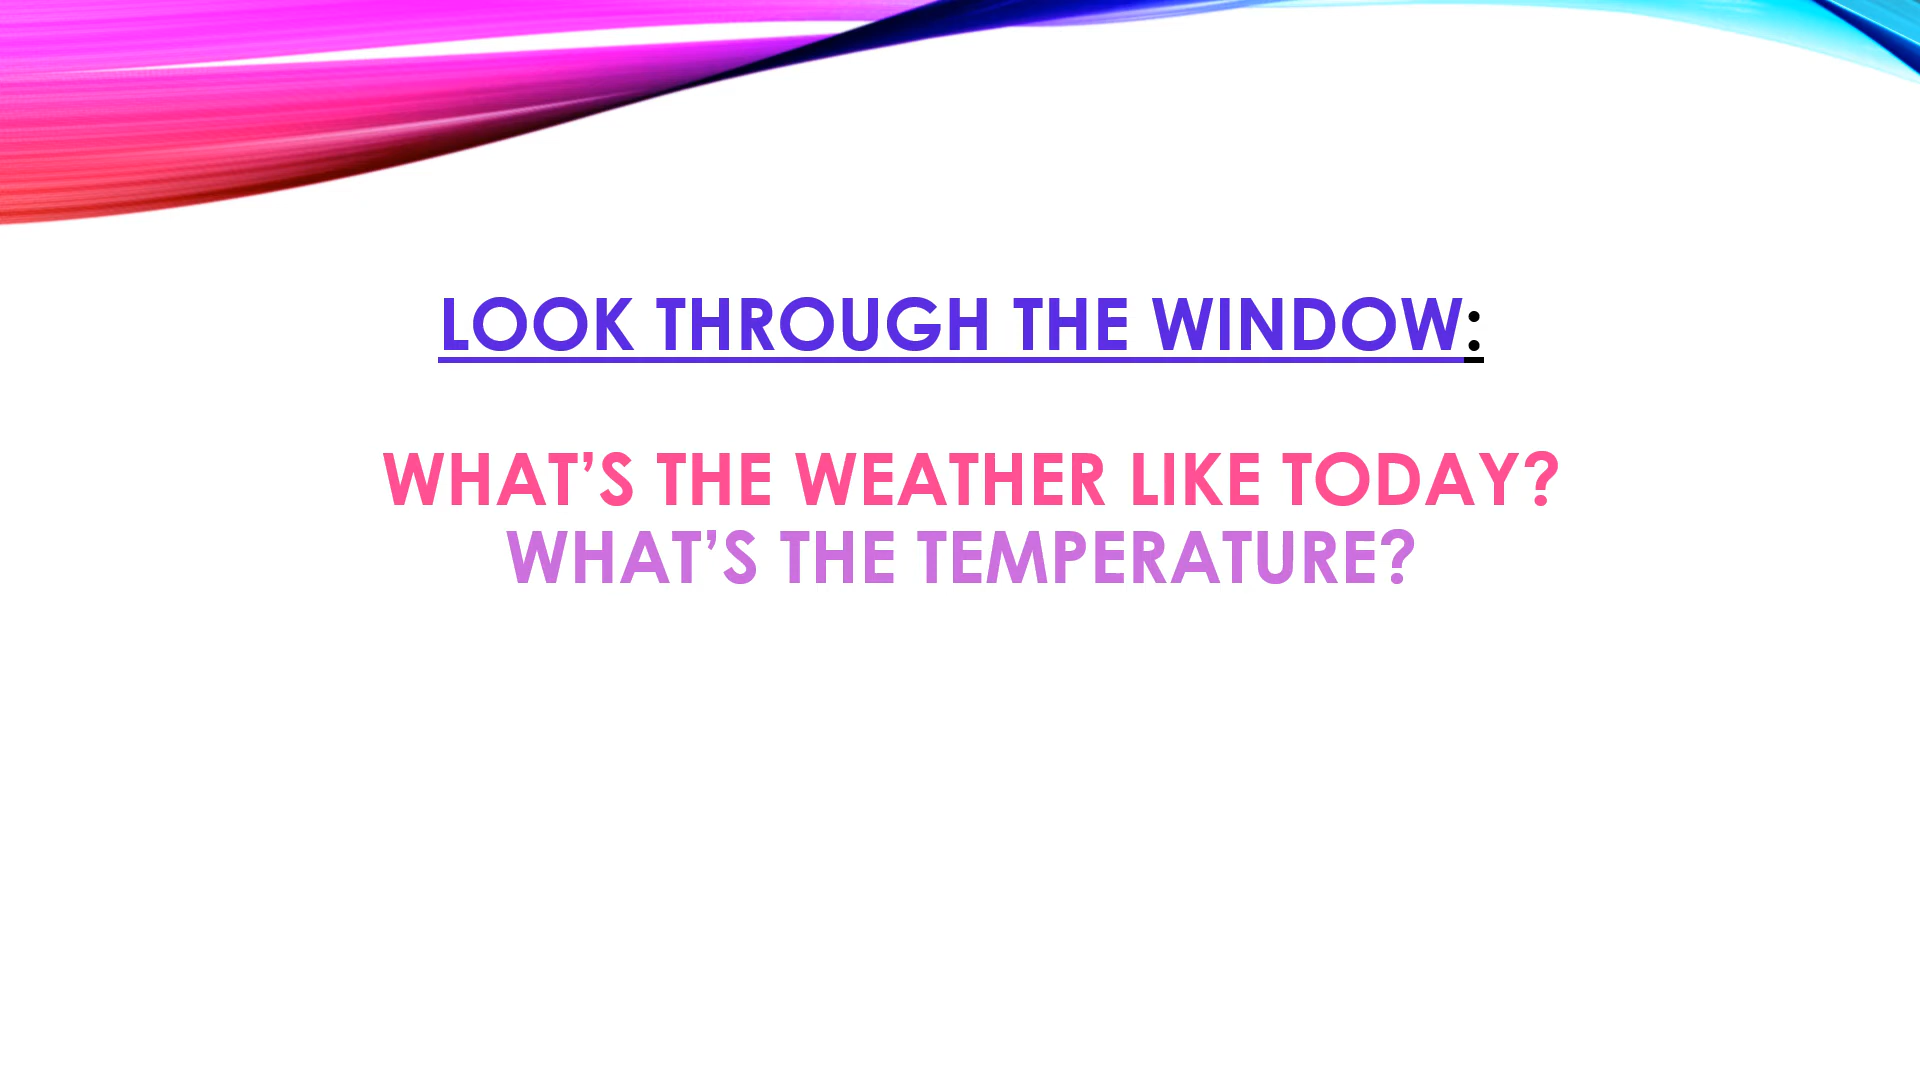 LOOK THROUGH THE WINDOW:
WHAT’S THE WEATHER LIKE TODAY?
WHAT’S THE TEMPERATURE?